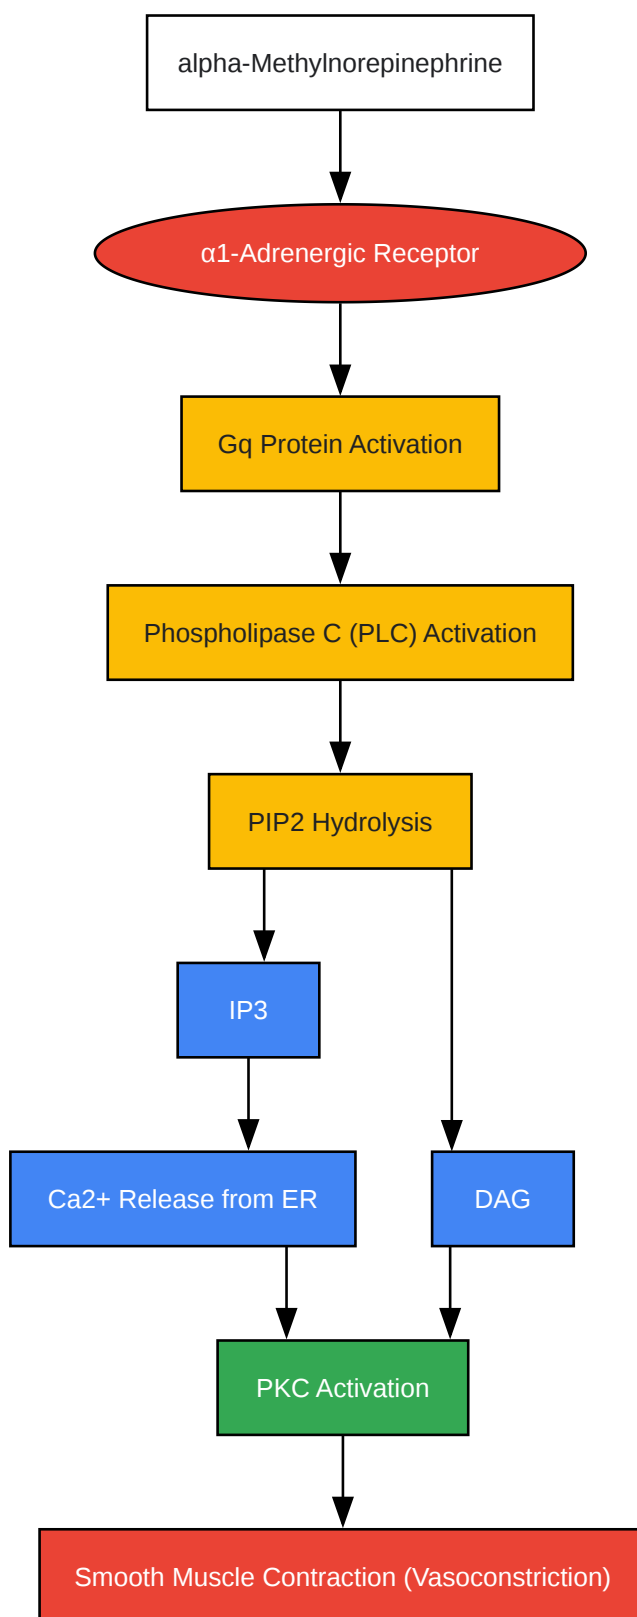 alpha-Methylnorepinephrine
α1-Adrenergic Receptor
Gq Protein Activation
Phospholipase C (PLC) Activation
PIP2 Hydrolysis
IP3
Ca2+ Release from ER
DAG
PKC Activation
Smooth Muscle Contraction (Vasoconstriction)